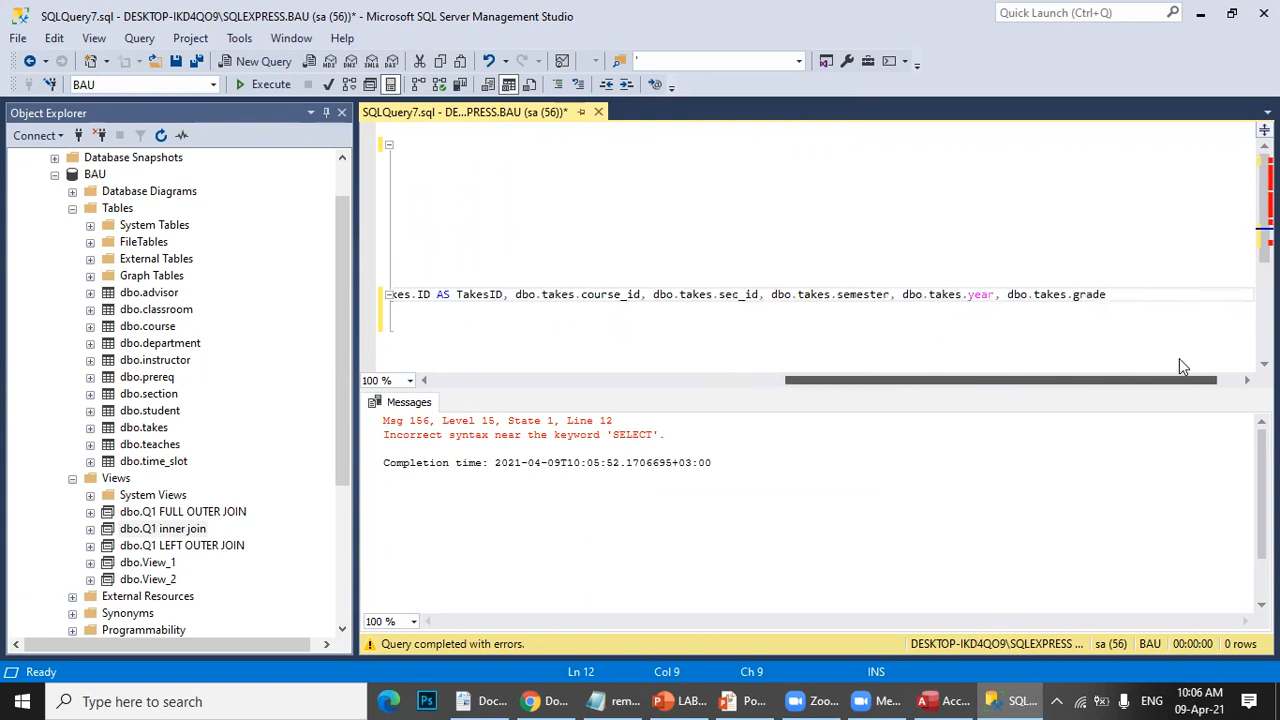 SQLQuery7.sql - DESKTOP-IKD4QO9\SQLEXPRESS.BAU (sa (56))* - Microsoft SQL Server Management Studio
Quick Launch (Ctrl+Q)
File Edit View Query Project Tools Window Help
New Query
BAU Execute
Object Explorer
SQLQuery7.sql - DE...PRESS.BAU (sa (56))*
Connect
Database Snapshots
BAU
Database Diagrams
Tables
System Tables
FileTables
External Tables
Graph Tables
dbo.advisor
dbo.classroom
dbo.course
dbo.department
dbo.instructor
dbo.prereq
dbo.section
dbo.student
dbo.takes
dbo.teaches
dbo.time_slot
Views
System Views
dbo.Q1 FULL OUTER JOIN
dbo.Q1 inner join
dbo.Q1 LEFT OUTER JOIN
dbo.View_1
dbo.View_2
External Resources
Synonyms
Programmability
kes.ID AS TakesID, dbo.takes.course_id, dbo.takes.sec_id, dbo.takes.semester, dbo.takes.year, dbo.takes.grade
100 %
Messages
Msg 156, Level 15, State 1, Line 12
Incorrect syntax near the keyword 'SELECT'.
Completion time: 2021-04-09T10:05:52.1706695+03:00
100 %
Query completed with errors. DESKTOP-IKD4QO9\SQLEXPRESS ... sa (56) BAU 00:00:00 0 rows
Ready Ln 12 Col 9 Ch 9 INS
Type here to search
Doc... Do... rem... LAB... Po... Zoo... Me... Acc... SQL...
ENG
10:06 AM
09-Apr-21